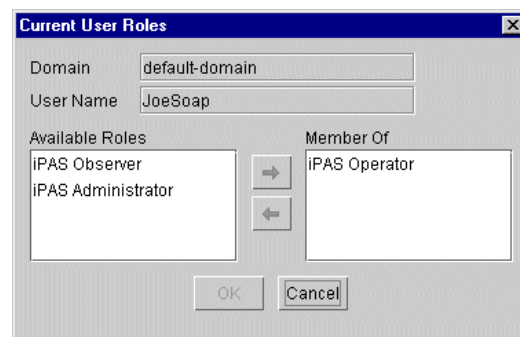 Current User Roles
Domain default-domain
User Name JoeSoap
Available Roles
iPAS Observer
iPAS Administrator
Member Of
iPAS Operator
OK Cancel